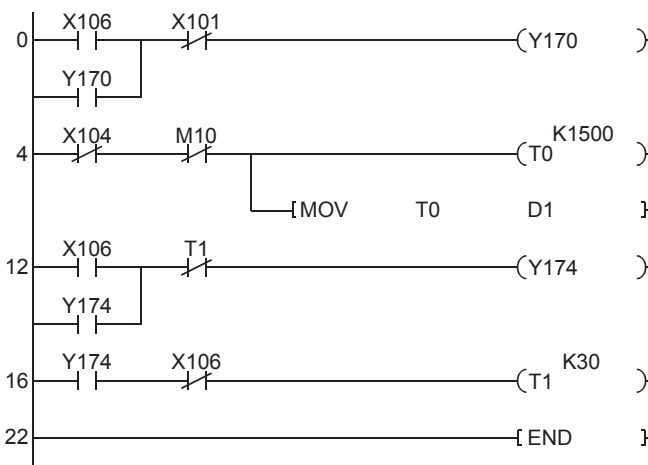 X106 X101
0 Y170
Y170
X104 M10 K1500
4 T0
MOV T0 D1
X106 T1
12 Y174
Y174
Y174 X106 K30
16 T1
22 END